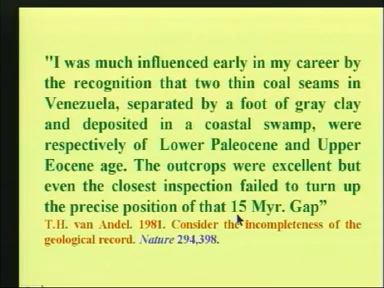 "I was much influenced early in my career by
the recognition that two thin coal seams in
Venezuela, separated by a foot of gray clay
and deposited in a coastal swamp, were
respectively of Lower Paleocene and Upper
Eocene age. The outcrops were excellent but
even the closest inspection failed to turn up
the precise position of that 15 Myr. Gap”
T.H. van Andel. 1981. Consider the incompleteness of the
geological record. Nature 294,398.